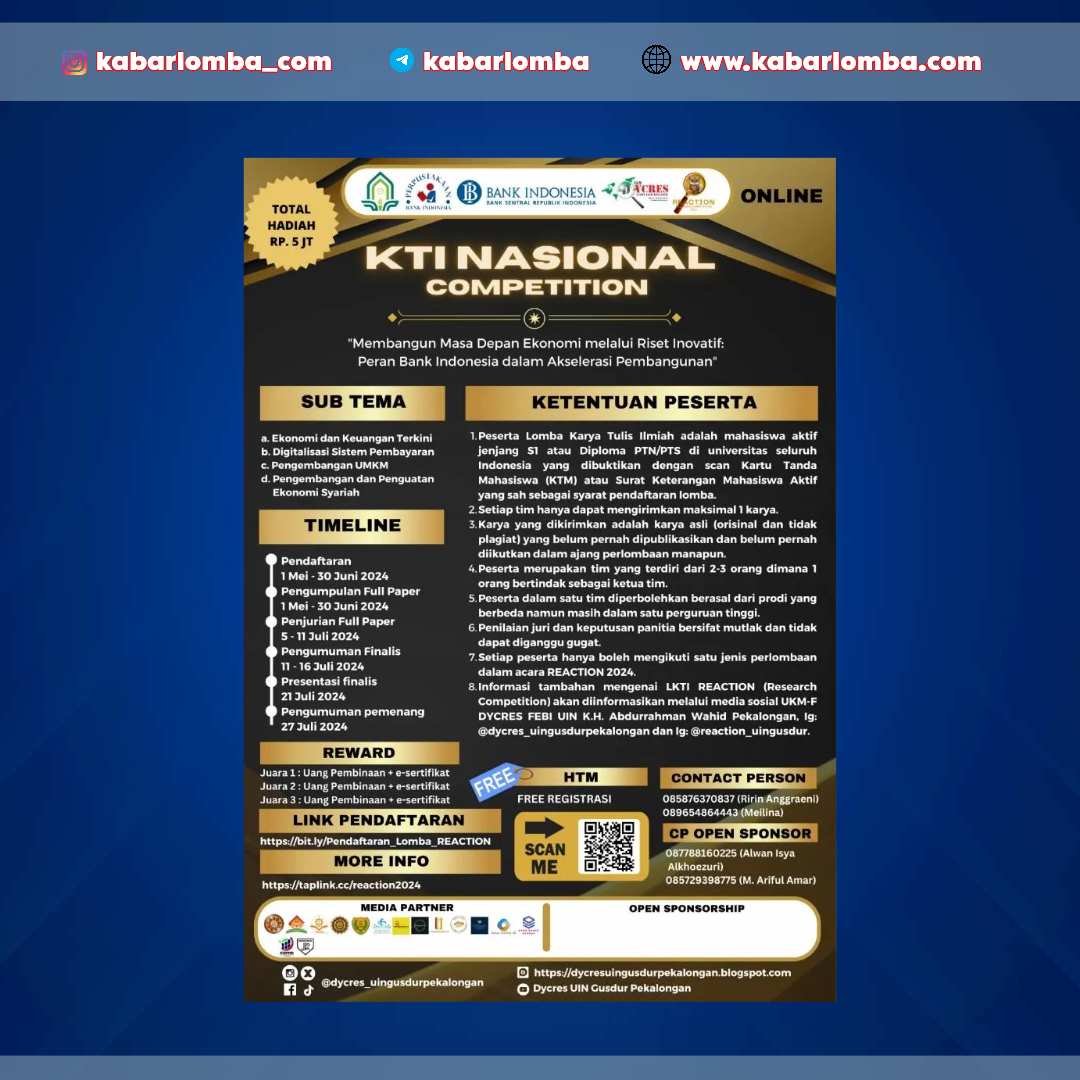 kabarlomba_com
kabarlomba
www.kabarlomba.com
TOTAL
HADIAH
RP. 5 JT
PERPUSTAKAAN
BANK INDONESIA
BANK INDONESIA
BANK SENTRAL REPUBLIK INDONESIA
REACTION
ONLINE
KTI NASIONAL
COMPETITION
"Membangun Masa Depan Ekonomi melalui Riset Inovatif:
Peran Bank Indonesia dalam Akselerasi Pembangunan"
SUB TEMA
a. Ekonomi dan Keuangan Terkini
b. Digitalisasi Sistem Pembayaran
c. Pengembangan UMKM
d. Pengembangan dan Penguatan
Ekonomi Syariah
TIMELINE
Pendaftaran
1 Mei - 30 Juni 2024
Pengumpulan Full Paper
1 Mei - 30 Juni 2024
Penjurian Full Paper
5 - 11 Juli 2024
Pengumuman Finalis
11 - 16 Juli 2024
Presentasi finalis
21 Juli 2024
Pengumuman pemenang
27 Juli 2024
REWARD
Juara 1 : Uang Pembinaan + e-sertifikat
Juara 2 : Uang Pembinaan + e-sertifikat
Juara 3 : Uang Pembinaan + e-sertifikat
LINK PENDAFTARAN
https://bit.ly/Pendaftaran_Lomba_REACTION
MORE INFO
https://taplink.cc/reaction2024
KETENTUAN PESERTA
1. Peserta Lomba Karya Tulis Ilmiah adalah mahasiswa aktif
jenjang S1 atau Diploma PTN/PTS di universitas seluruh
Indonesia yang dibuktikan dengan scan Kartu Tanda
Mahasiswa (KTM) atau Surat Keterangan Mahasiswa Aktif
yang sah sebagai syarat pendaftaran lomba.
2. Setiap tim hanya dapat mengirimkan maksimal 1 karya.
3. Karya yang dikirimkan adalah karya asli (orisinal dan tidak
plagiat) yang belum pernah dipublikasikan dan belum pernah
diikutkan dalam ajang perlombaan manapun.
4. Peserta merupakan tim yang terdiri dari 2-3 orang dimana 1
orang bertindak sebagai ketua tim.
5. Peserta dalam satu tim diperbolehkan berasal dari prodi yang
berbeda namun masih dalam satu perguruan tinggi.
6. Penilaian juri dan keputusan panitia bersifat mutlak dan tidak
dapat diganggu gugat.
7. Setiap peserta hanya boleh mengikuti satu jenis perlombaan
dalam acara REACTION 2024.
8. Informasi tambahan mengenai LKTI REACTION (Research
Competition) akan diinformasikan melalui media sosial UKM-F
DYCRES FEBI UIN K.H. Abdurrahman Wahid Pekalongan, Ig:
@dycres_uingusdurpekalongan dan Ig: @reaction_uingusdur.
FREE
HTM
FREE REGISTRASI
SCAN
ME
CONTACT PERSON
085876370837 (Ririn Anggraeni)
089654864443 (Meilina)
CP OPEN SPONSOR
087788160225 (Alwan Isya
Alkhoezuri)
085729398775 (M. Ariful Amar)
MEDIA PARTNER
OPEN SPONSORSHIP
@dycres_uingusdurpekalongan
https://dycresuingusdurpekalongan.blogspot.com
Dycres UIN Gusdur Pekalongan